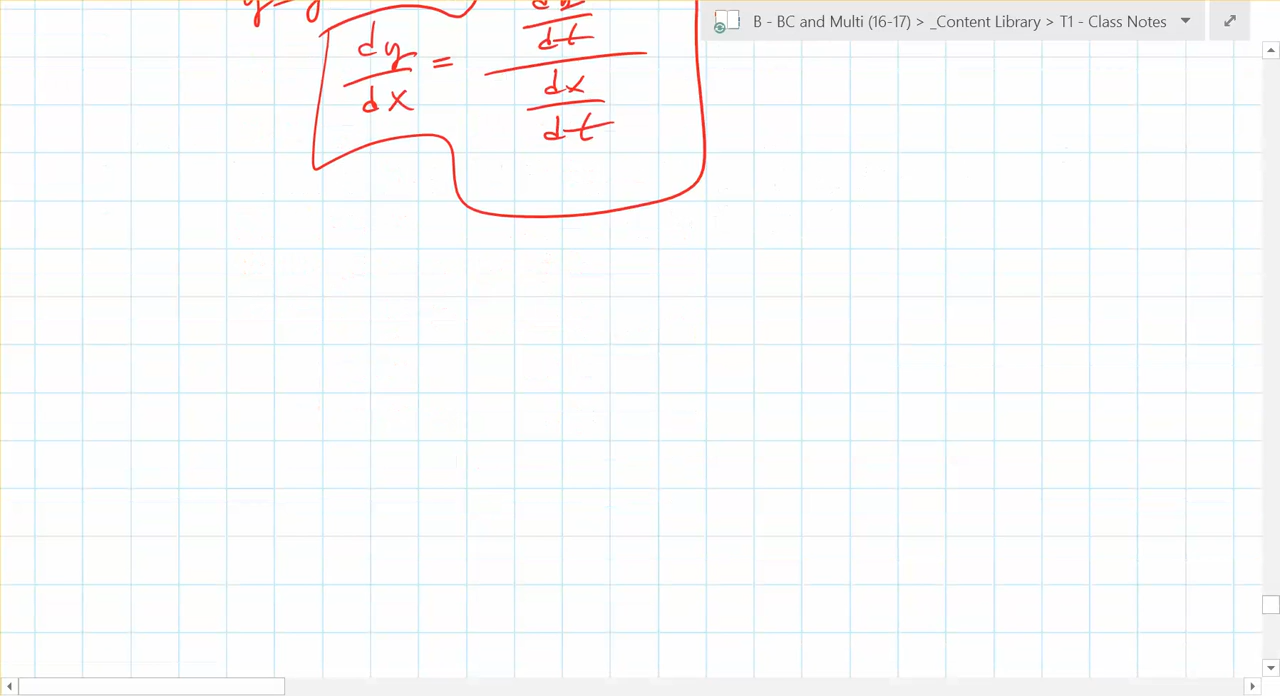 B - BC and Multi (16-17) > _Content Library > T1 - Class Notes
dy/dx = dy/dt / dx/dt